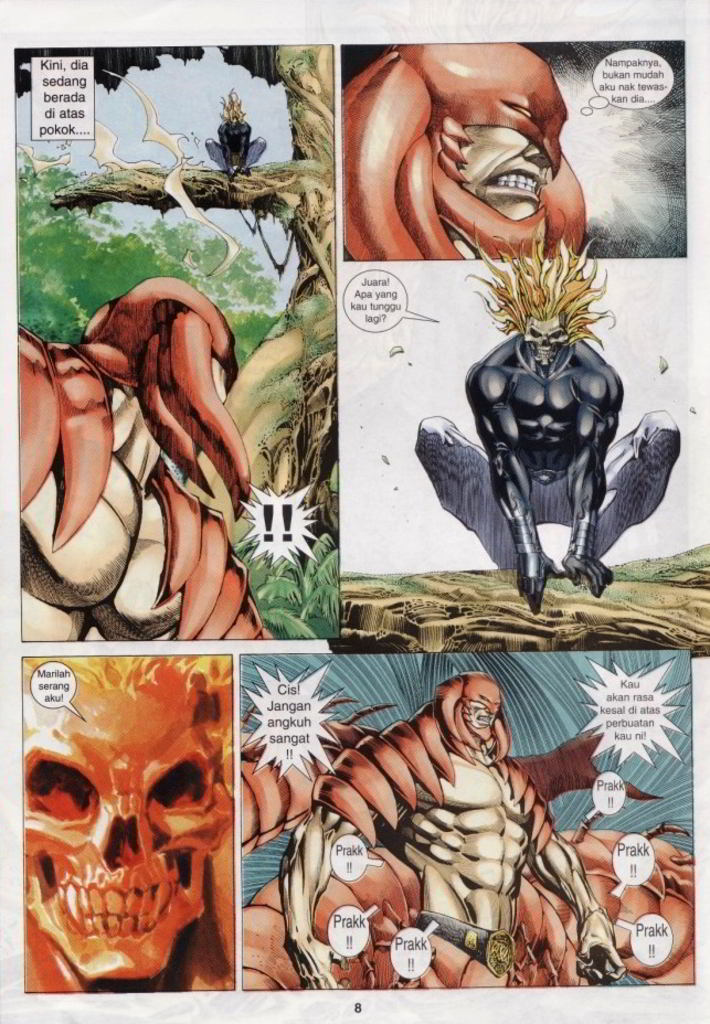 Kini, dia
sedang
berada
di atas
pokok....
!!
Nampaknya,
bukan mudah
aku nak tewas-
kan dia....
Juara!
Apa yang
kau tunggu
lagi?
Marilah
serang
aku!
Cis!
Jangan
angkuh
sangat
!!
Kau
akan rasa
kesal di atas
perbuatan
kau ni!
Prakk
!!
Prakk
!!
Prakk
!!
Prakk
!!
Prakk
!!
Prakk
!!
8